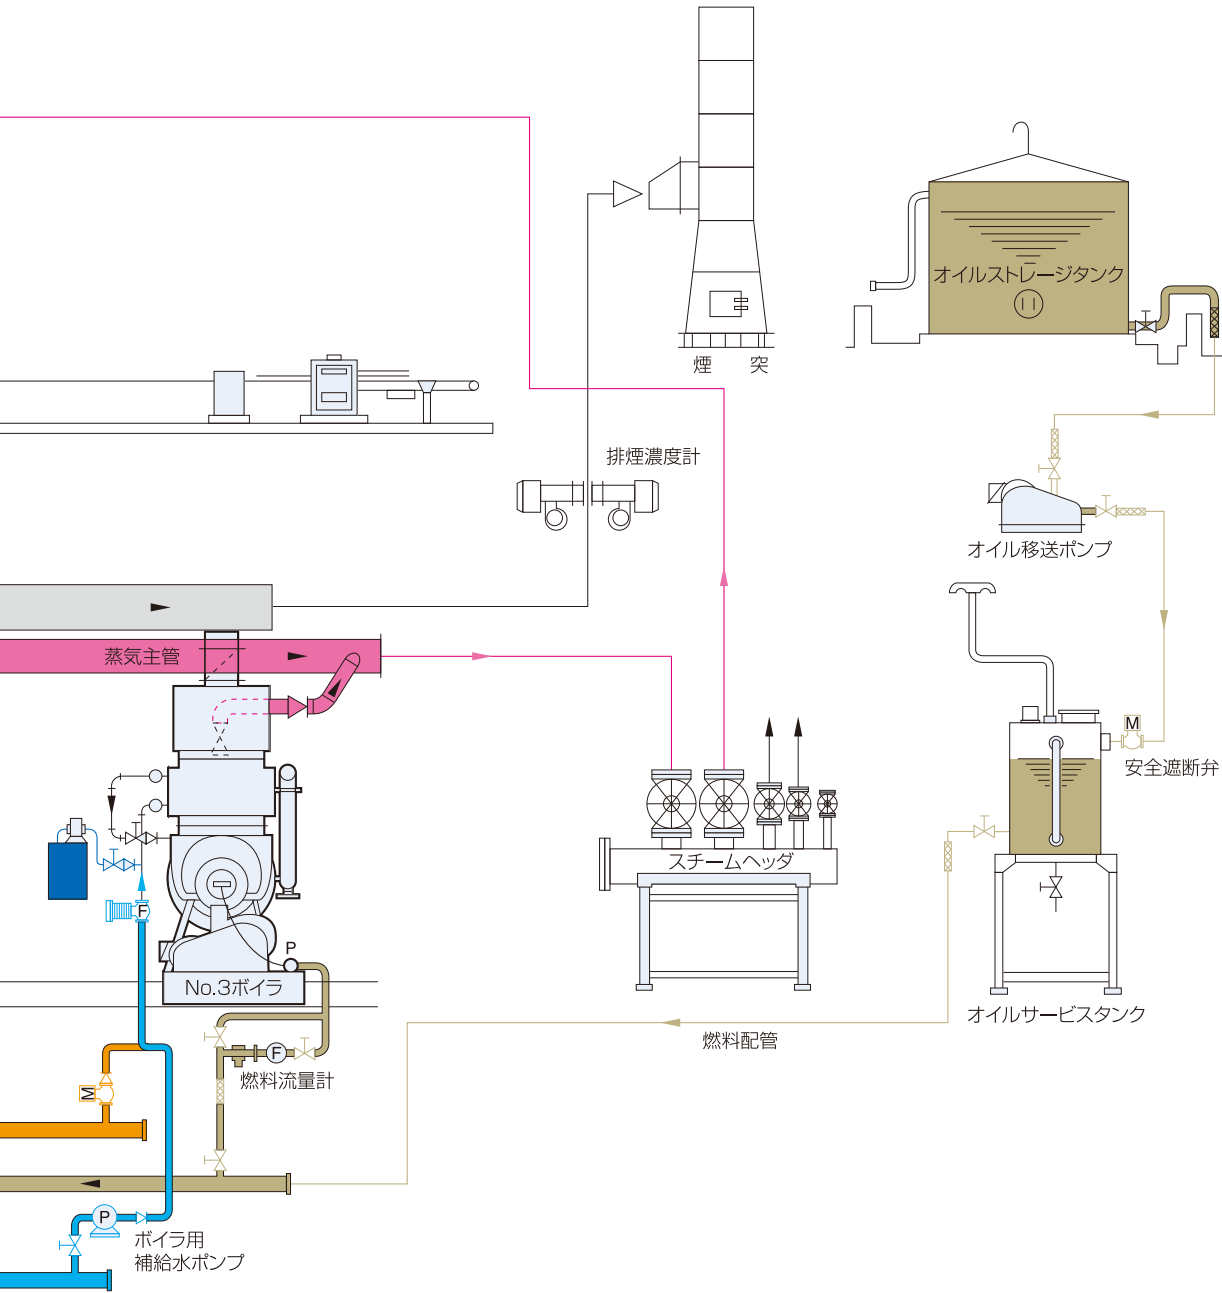 オイルストレージタンク
煙 突
排煙濃度計
オイル移送ポンプ
蒸気主管
M
安全遮断弁
スチームヘッダ
F
P
No.3ボイラ
オイルサービスタンク
燃料配管
F
燃料流量計
M
P
ボイラ用
補給水ポンプ